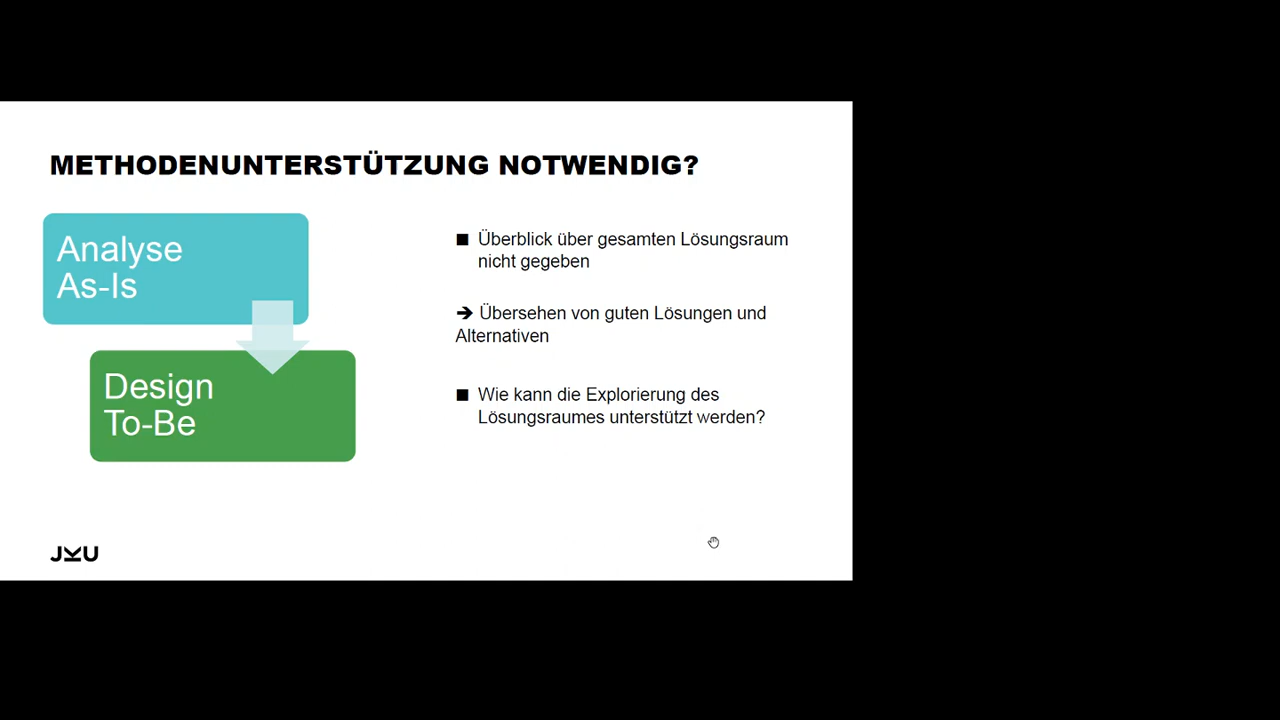 METHODENUNTERSTÜTZUNG NOTWENDIG?
Analyse
As-Is
Design
To-Be
■ Überblick über gesamten Lösungsraum
nicht gegeben
➔ Übersehen von guten Lösungen und
Alternativen
■ Wie kann die Explorierung des
Lösungsraumes unterstützt werden?
JKU